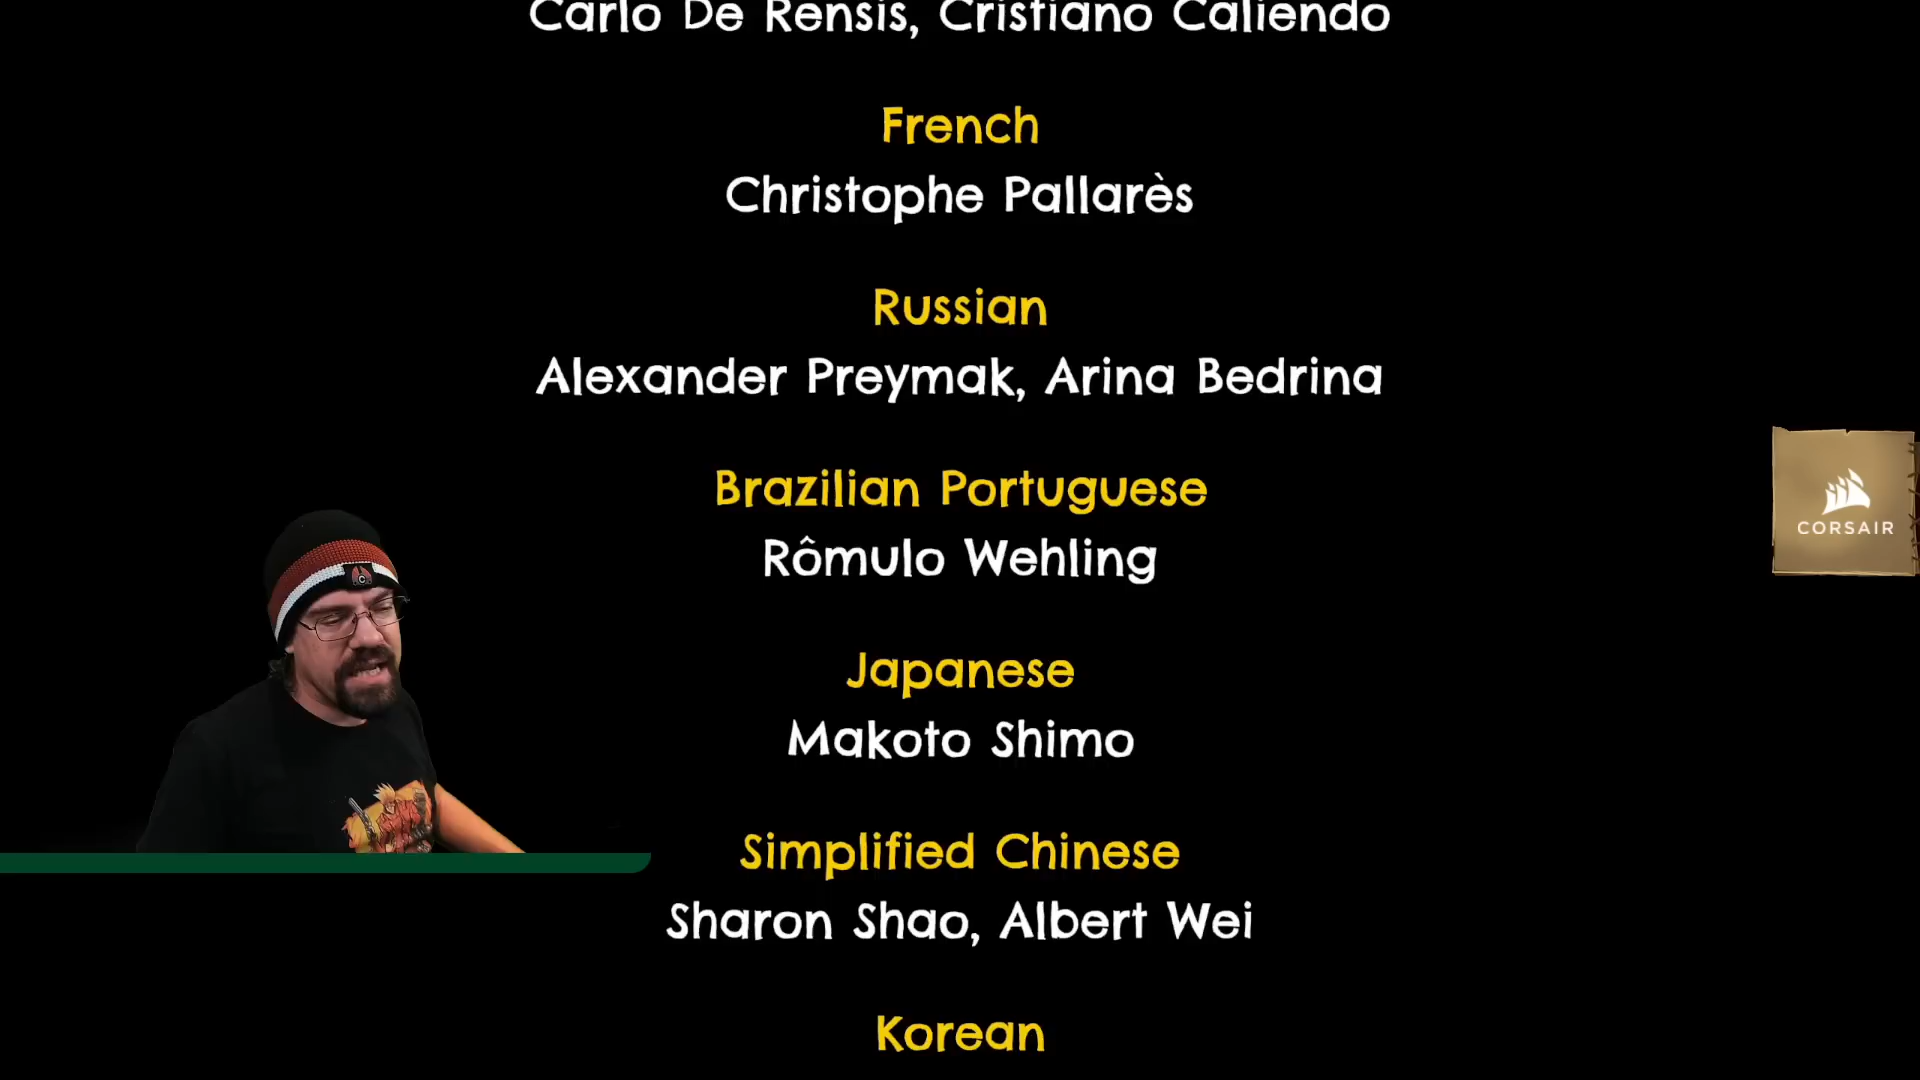 Carlo De Rensis, Cristiano Caliendo
French
Christophe Pallarès
Russian
Alexander Preymak, Arina Bedrina
Brazilian Portuguese
Rômulo Wehling
Japanese
Makoto Shimo
Simplified Chinese
Sharon Shao, Albert Wei
Korean
CORSAIR